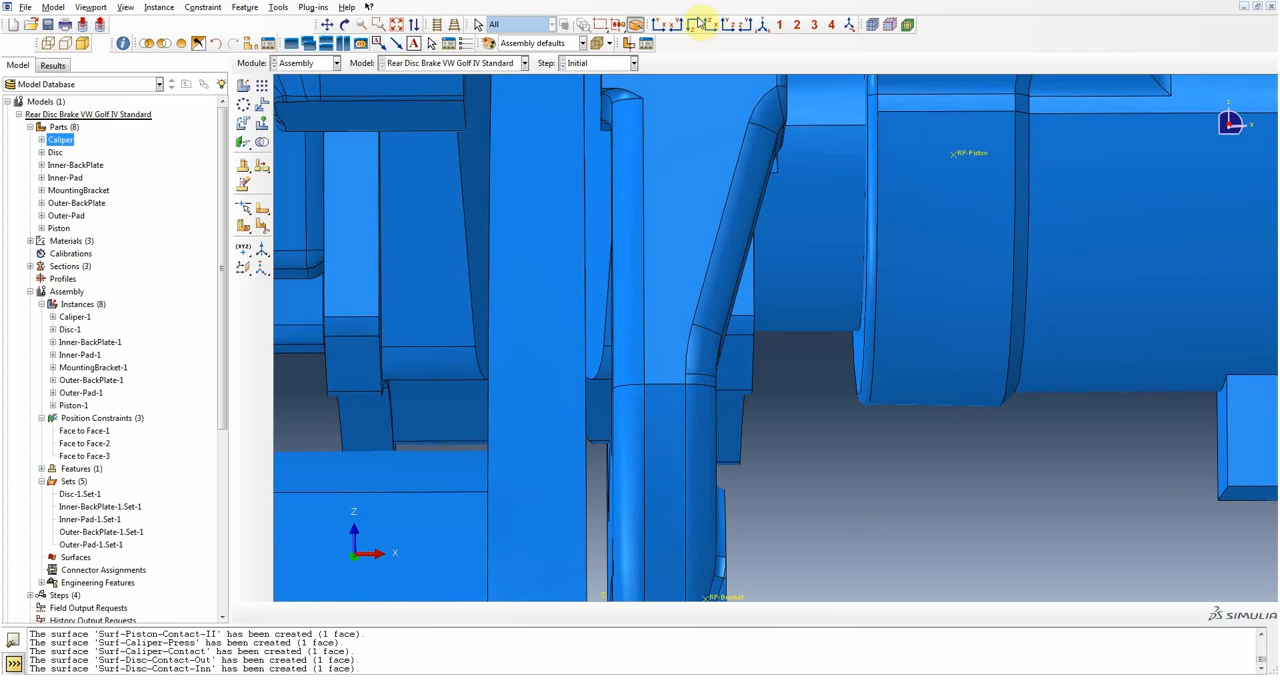 File Model Viewport View Instance Constraint Feature Tools Plug-ins Help
All 1 2 3 4
Assembly defaults
Model Results Module: Assembly Model: Rear Disc Brake VW Golf IV Standard Step: Initial
Model Database
Models (1)
Rear Disc Brake VW Golf IV Standard
Parts (8)
Caliper
Disc
Inner-BackPlate
Inner-Pad
MountingBracket
Outer-BackPlate
Outer-Pad
Piston
Materials (3)
Calibrations
Sections (3)
Profiles
Assembly
Instances (8)
Caliper-1
Disc-1
Inner-BackPlate-1
Inner-Pad-1
MountingBracket-1
Outer-BackPlate-1
Outer-Pad-1
Piston-1
Position Constraints (3)
Face to Face-1
Face to Face-2
Face to Face-3
Features (1)
Sets (5)
Disc-1.Set-1
Inner-BackPlate-1.Set-1
Inner-Pad-1.Set-1
Outer-BackPlate-1.Set-1
Outer-Pad-1.Set-1
Surfaces
Connector Assignments
Engineering Features
Steps (4)
Field Output Requests
History Output Requests
Z
X
RP-Piston
Z
X
RP-Bracket
SIMULIA
The surface 'Surf-Piston-Contact-II' has been created (1 face).
The surface 'Surf-Caliper-Press' has been created (1 face).
The surface 'Surf-Caliper-Contact' has been created (1 face).
The surface 'Surf-Disc-Contact-Out' has been created (1 face).
The surface 'Surf-Disc-Contact-Inn' has been created (1 face).